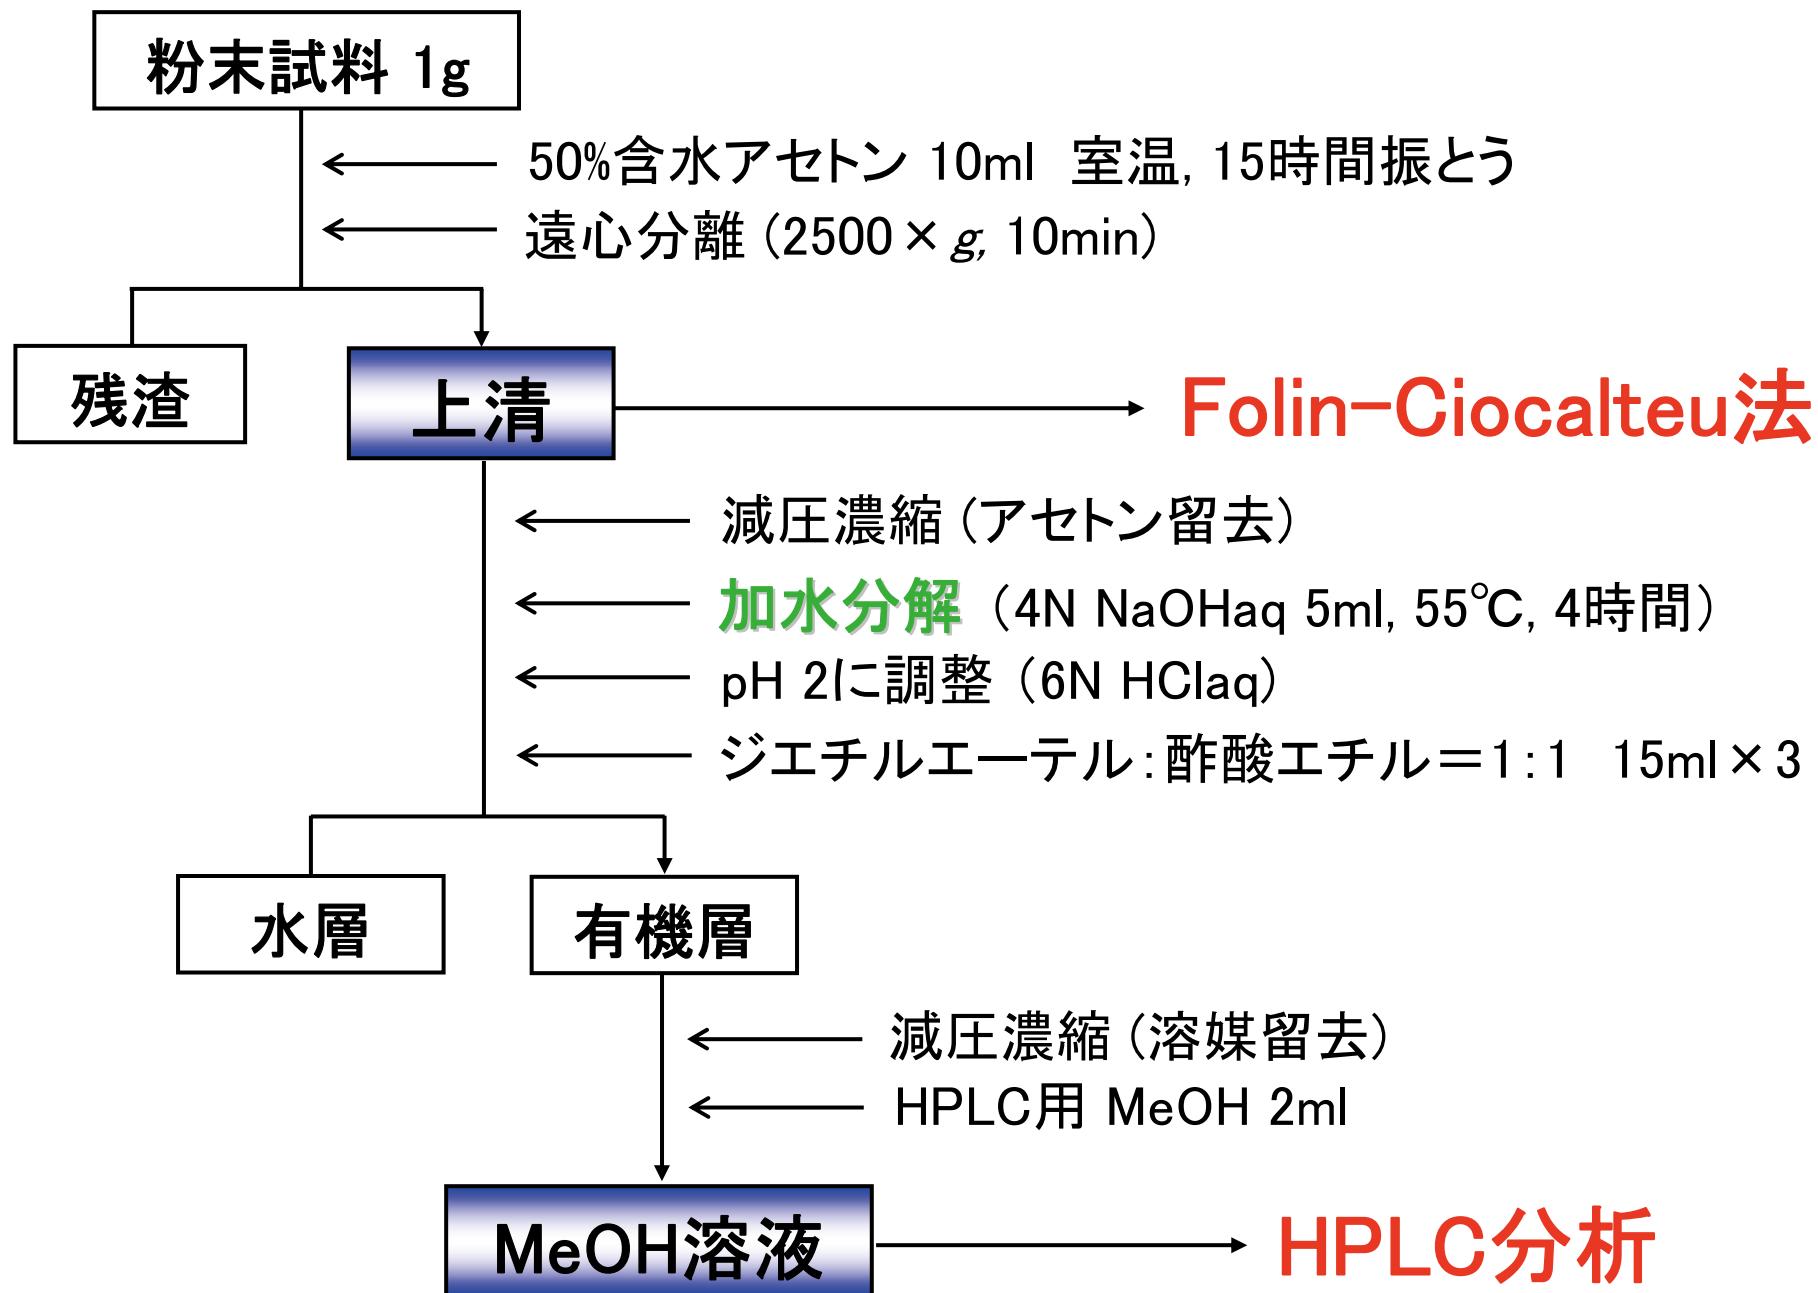 粉末試料 1g
50%含水アセトン 10ml　室温, 15時間振とう
遠心分離 (2500×g, 10min)
残渣
上清
Folin-Ciocalteu法
減圧濃縮 (アセトン留去)
加水分解 (4N NaOHaq 5ml, 55℃, 4時間)
pH 2に調整 (6N HClaq)
ジエチルエーテル：酢酸エチル＝1：1　15ml×3
水層
有機層
減圧濃縮 (溶媒留去)
HPLC用 MeOH 2ml
MeOH溶液
HPLC分析